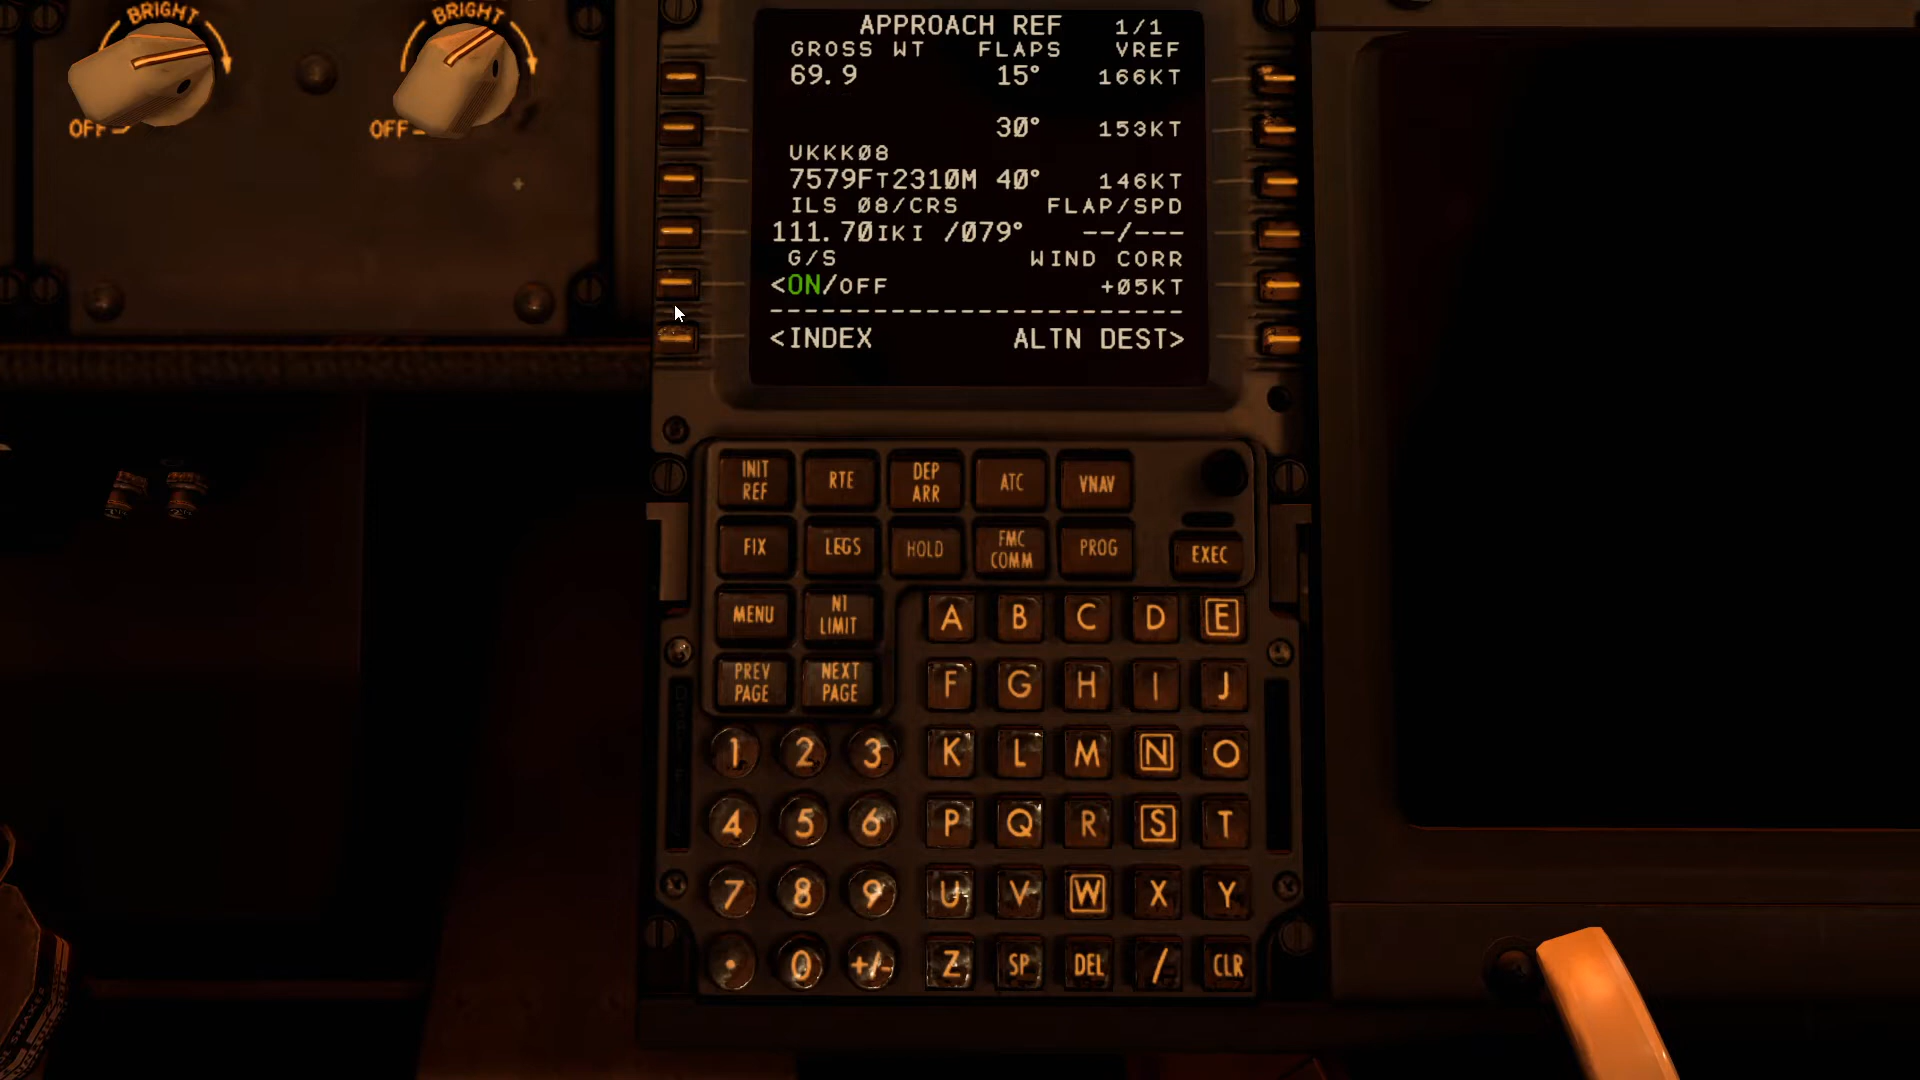 BRIGHT
OFF
BRIGHT
OFF
APPROACH REF 1/1
GROSS WT FLAPS VREF
69.9 15° 166KT
30° 153KT
UKKK08
7579FT2310M 40° 146KT
ILS 08/CRS FLAP/SPD
111.70IKI /079° --/---
G/S WIND CORR
<ON/OFF +05KT
------------------------
<INDEX ALTN DEST>
INIT REF
RTE
DEP ARR
ATC
VNAV
FIX
LEGS
HOLD
FMC COMM
PROG
EXEC
MENU
N1 LIMIT
PREV PAGE
NEXT PAGE
A B C D E
F G H I J
1 2 3 K L M N O
4 5 6 P Q R S T
7 8 9 U V W X Y
. 0 +/- Z SP DEL / CLR